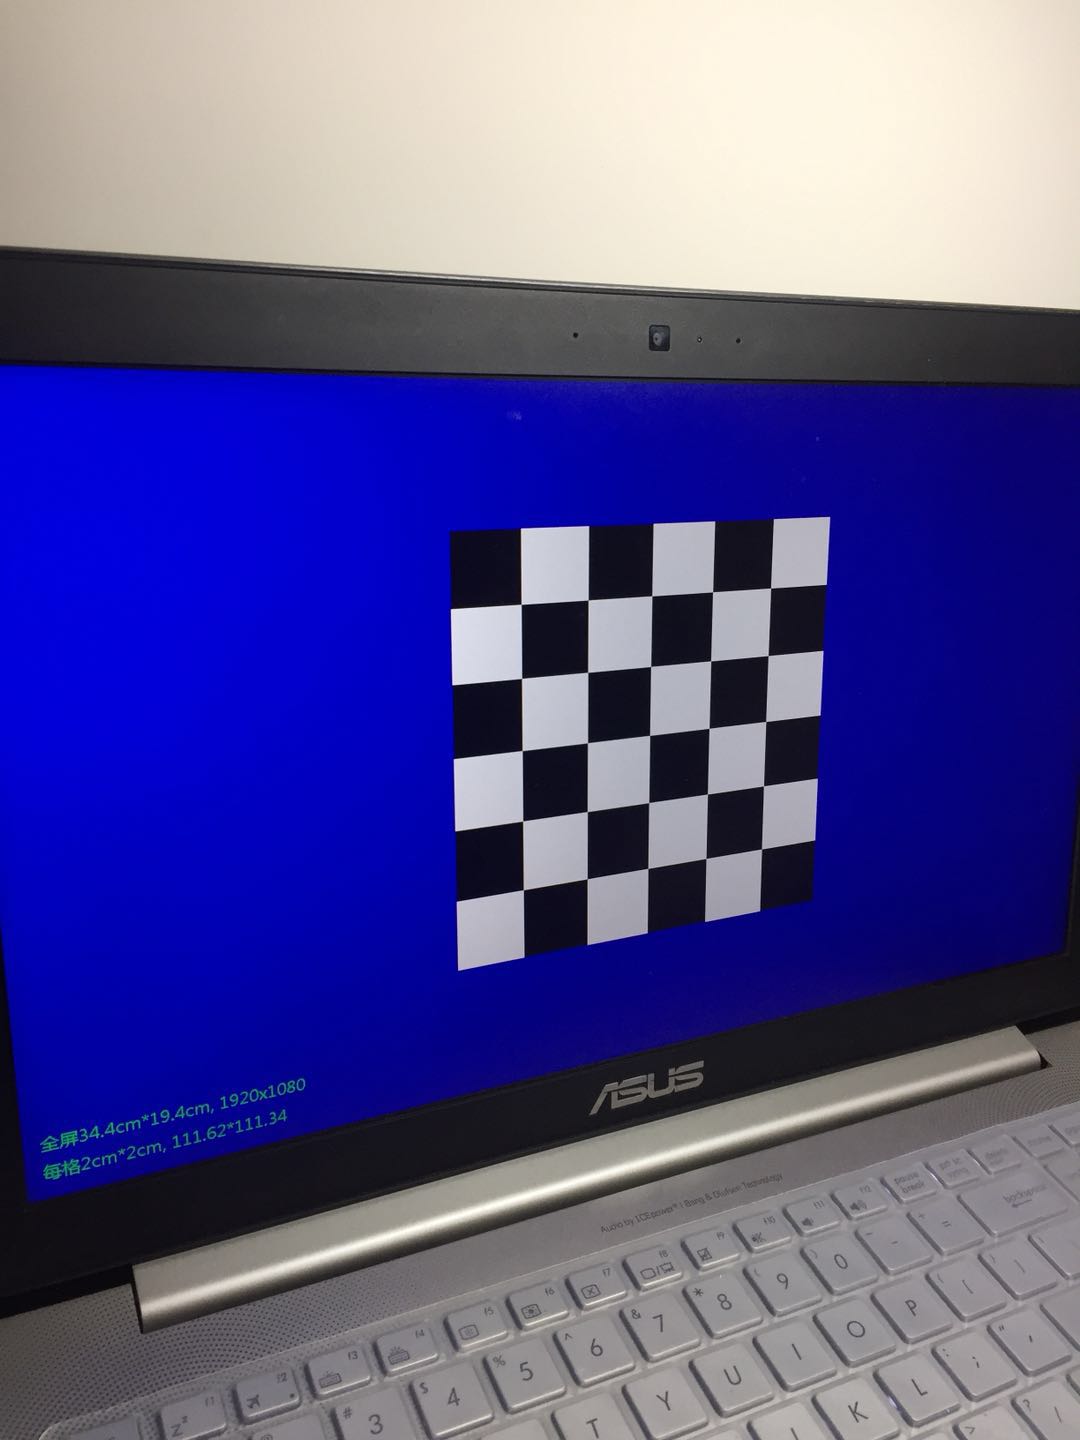 全屏34.4cm*19.4cm, 1920x1080
每格2cm*2cm, 111.62*111.34
ASUS
Audio by ICEpower® | Bang & Olufsen Technology
f1 f2 f3 f4 f5 f6 f7 f8 f9 f10 f11 f12 pause break prt sc sysrq delete
# 3 $ 4 % 5 ^ 6 & 7 * 8 ( 9 ) 0 - = backspace
T Y U I O P { [ } ]
K L : ; " '
> ? /